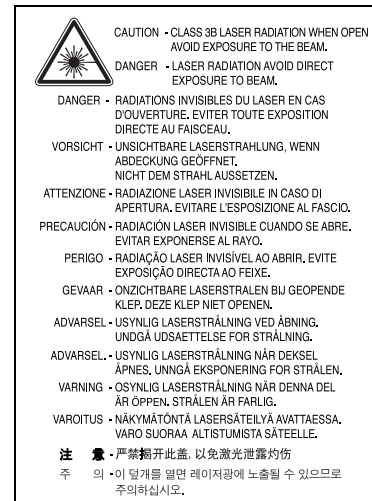 CAUTION - CLASS 3B LASER RADIATION WHEN OPEN
AVOID EXPOSURE TO THE BEAM.
DANGER - LASER RADIATION AVOID DIRECT
EXPOSURE TO BEAM.
DANGER - RADIATIONS INVISIBLES DU LASER EN CAS
D'OUVERTURE. EVITER TOUTE EXPOSITION
DIRECTE AU FAISCEAU.
VORSICHT - UNSICHTBARE LASERSTRAHLUNG, WENN
ABDECKUNG GEÖFFNET.
NICHT DEM STRAHL AUSSETZEN.
ATTENZIONE - RADIAZIONE LASER INVISIBILE IN CASO DI
APERTURA. EVITARE L'ESPOSIZIONE AL FASCIO.
PRECAUCIÓN - RADIACIÓN LASER INVISIBLE CUANDO SE ABRE.
EVITAR EXPONERSE AL RAYO.
PERIGO - RADIAÇÃO LASER INVISÍVEL AO ABRIR. EVITE
EXPOSIÇÃO DIRECTA AO FEIXE.
GEVAAR - ONZICHTBARE LASERSTRALEN BIJ GEOPENDE
KLEP. DEZE KLEP NIET OPENEN.
ADVARSEL - USYNLIG LASERSTRÅLNING VED ÅBNING.
UNDGÅ UDSAETTELSE FOR STRÅLNING.
ADVARSEL. - USYNLIG LASERSTRÅLNING NÅR DEKSEL
ÅPNES. UNNGÅ EKSPONERING FOR STRÅLEN.
VARNING - OSYNLIG LASERSTRÅLNING NÄR DENNA DEL
ÄR ÖPPEN. STRÅLEN ÄR FARLIG.
VAROITUS - NÄKYMÄTÖNTÄ LASERSÄTEILYÄ AVATTAESSA.
VARO SUORAA ALTISTUMISTA SÄTEELLE.
注 意 - 严禁揭开此盖, 以免激光泄露灼伤
주 의 - 이 덮개를 열면 레이저광에 노출될 수 있으므로
주의하십시오.